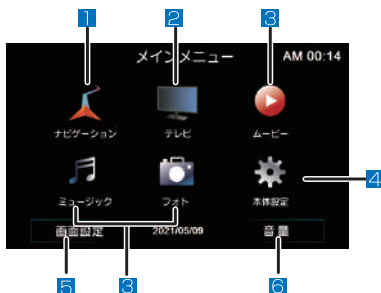 1 2 3
メインメニュー AM 00:14
ナビゲーション テレビ ムービー
4
ミュージック フォト 本体設定
画面設定 2021/05/09 音量
5 3 6